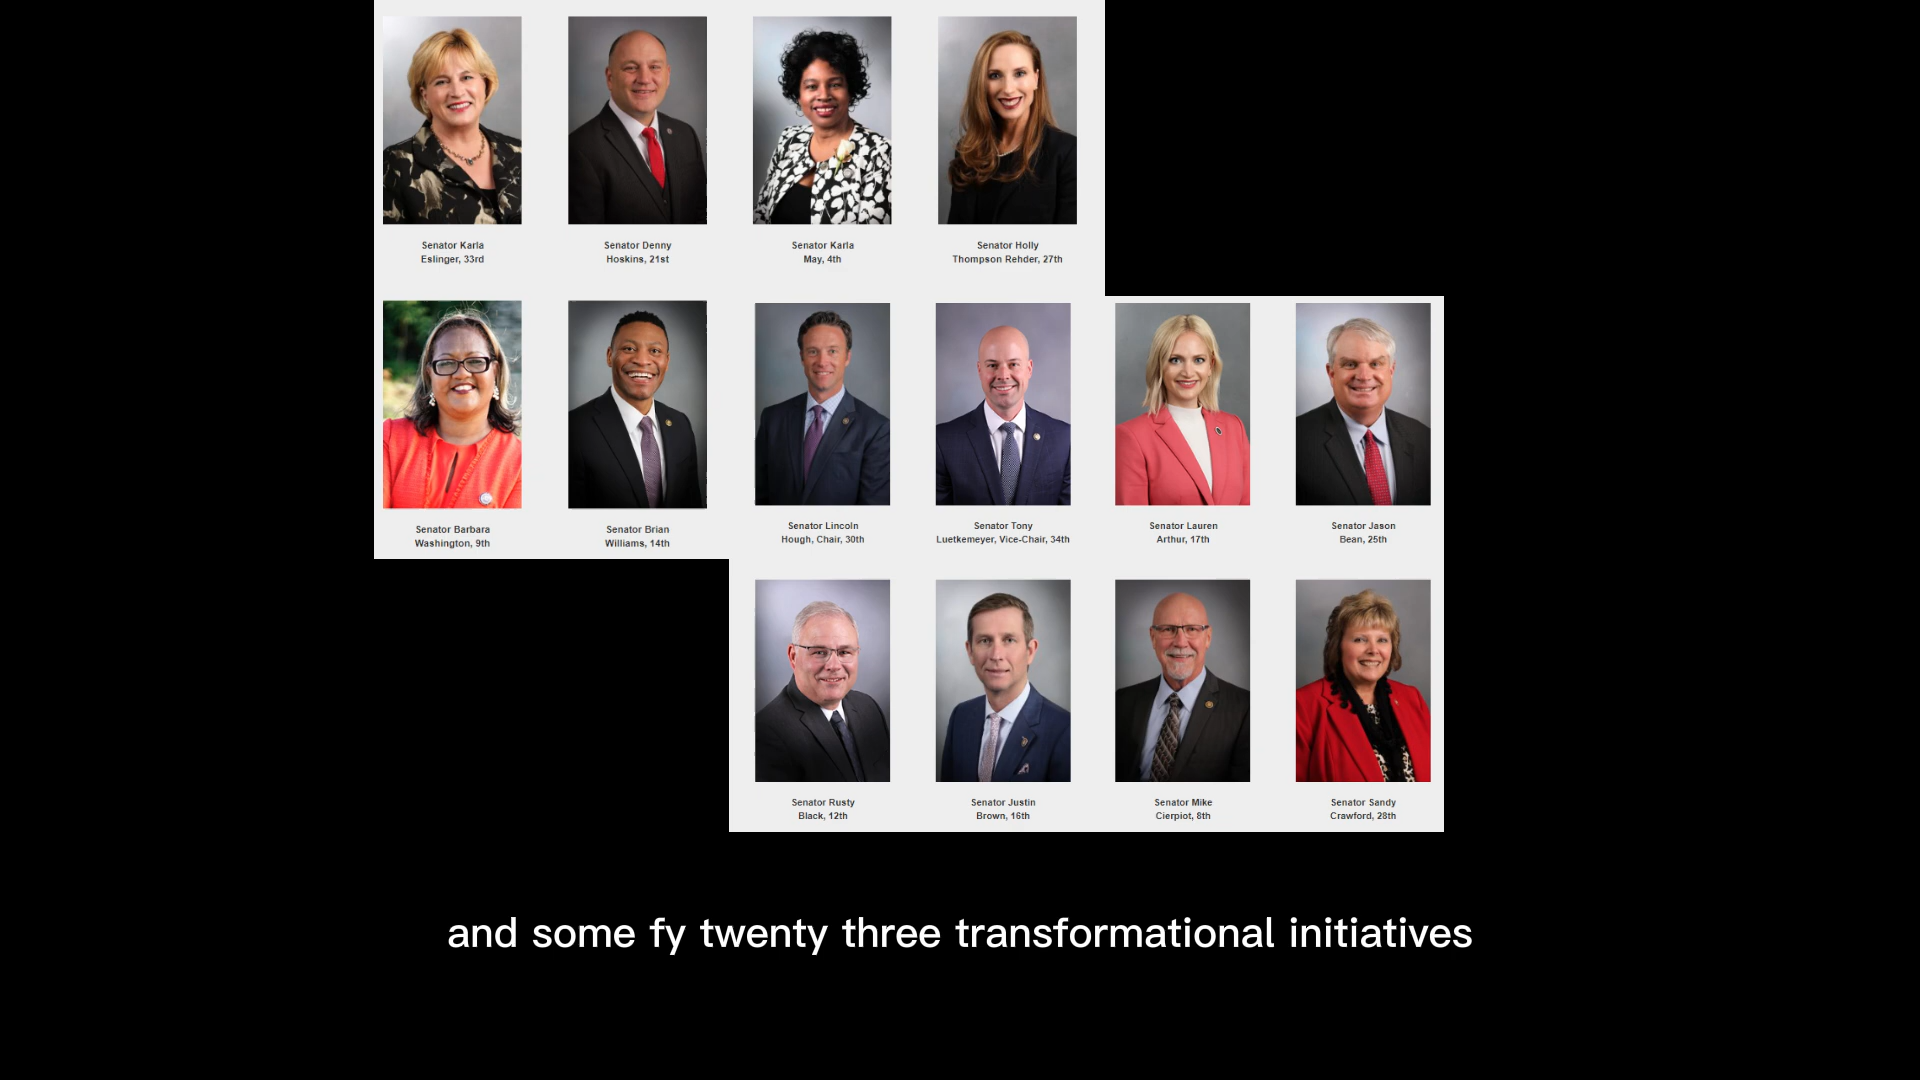 Senator Karla
Eslinger, 33rd
Senator Denny
Hoskins, 21st
Senator Karla
May, 4th
Senator Holly
Thompson Rehder, 27th
Senator Barbara
Washington, 9th
Senator Brian
Williams, 14th
Senator Lincoln
Hough, Chair, 30th
Senator Tony
Luetkemeyer, Vice-Chair, 34th
Senator Lauren
Arthur, 17th
Senator Jason
Bean, 25th
Senator Rusty
Black, 12th
Senator Justin
Brown, 16th
Senator Mike
Cierpiot, 8th
Senator Sandy
Crawford, 28th
and some fy twenty three transformational initiatives